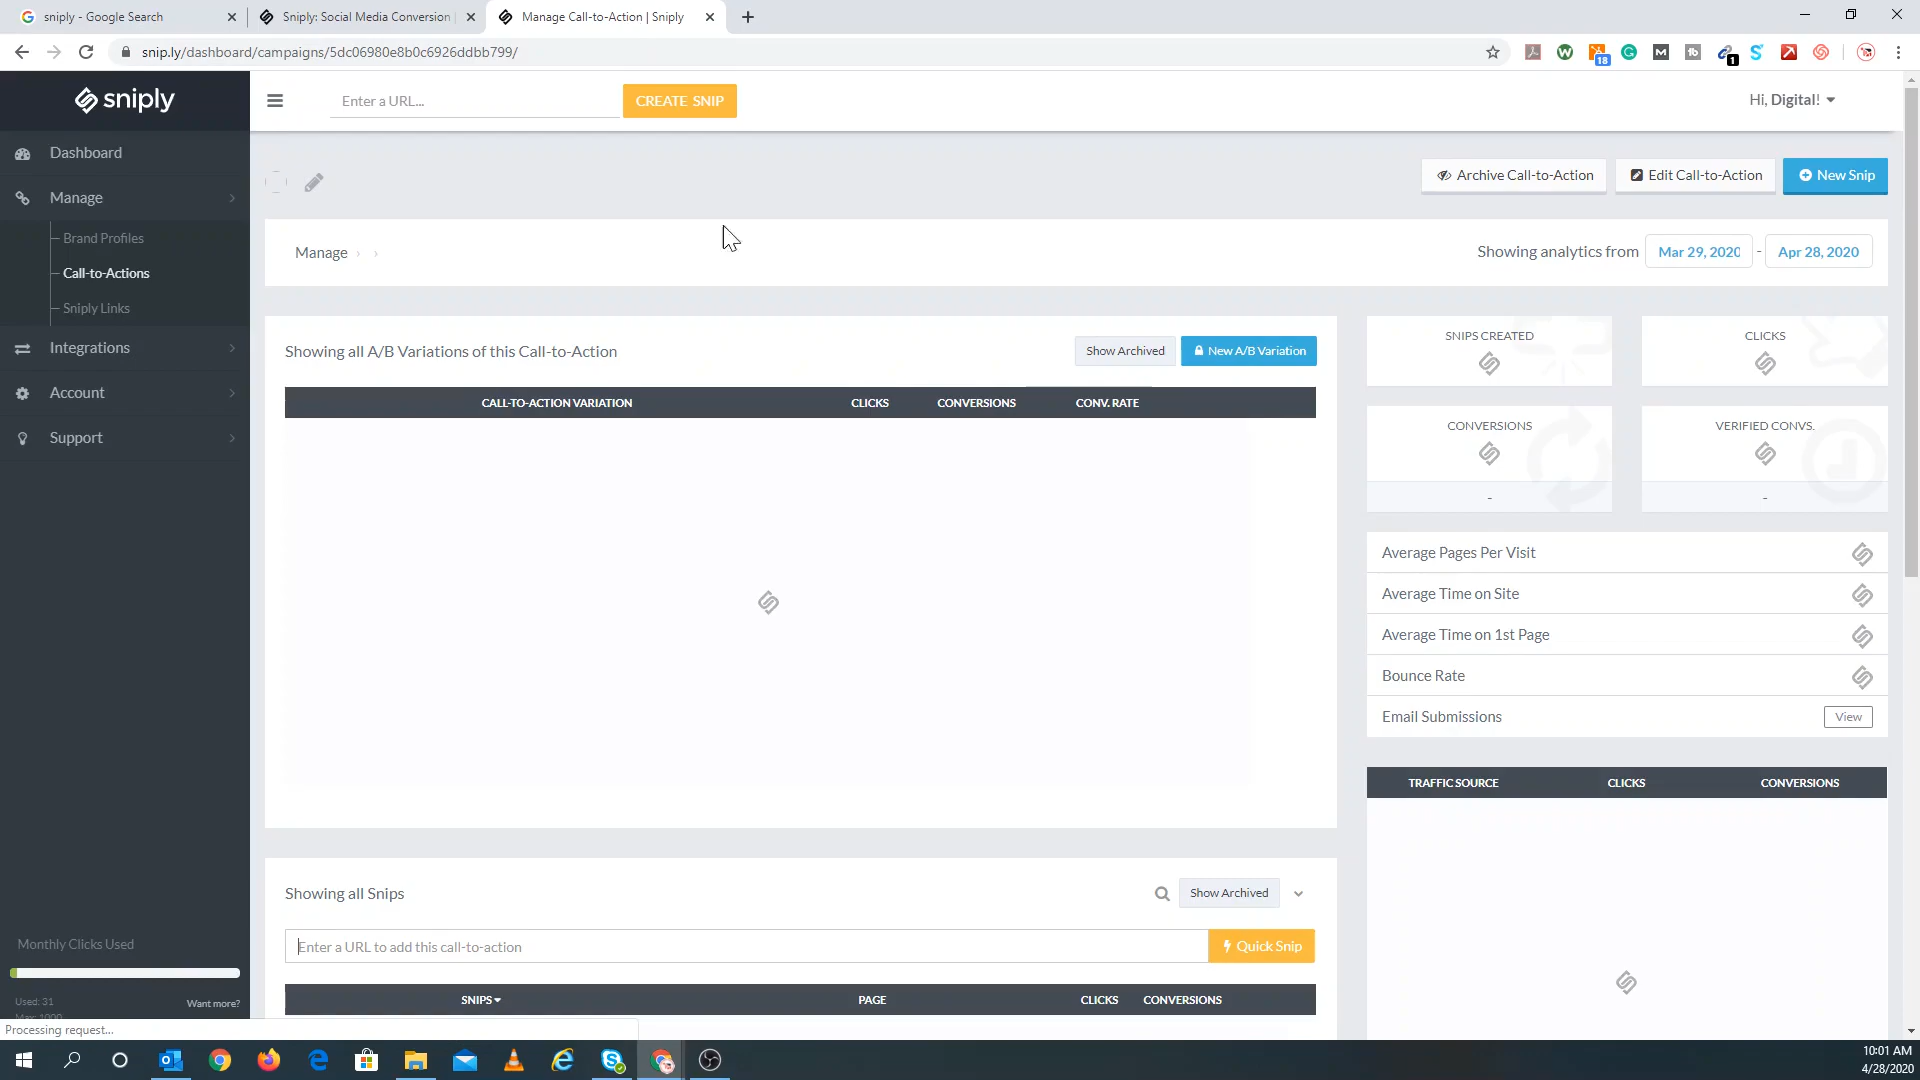 sniply - Google Search
Sniply: Social Media Conversion
Manage Call-to-Action | Sniply
snip.ly/dashboard/campaigns/5dc06980e8b0c6926ddbb799/
18
1
sniply
Enter a URL...
CREATE SNIP
Hi, Digital!
Dashboard
Manage
Brand Profiles
Call-to-Actions
Sniply Links
Integrations
Account
Support
Archive Call-to-Action
Edit Call-to-Action
New Snip
Manage
Showing analytics from Mar 29, 2020 - Apr 28, 2020
Showing all A/B Variations of this Call-to-Action
Show Archived
New A/B Variation
CALL-TO-ACTION VARIATION CLICKS CONVERSIONS CONV. RATE
SNIPS CREATED
CLICKS
CONVERSIONS
-
VERIFIED CONVS.
-
Average Pages Per Visit
Average Time on Site
Average Time on 1st Page
Bounce Rate
Email Submissions View
TRAFFIC SOURCE CLICKS CONVERSIONS
Showing all Snips
Show Archived
Enter a URL to add this call-to-action
Quick Snip
SNIPS PAGE CLICKS CONVERSIONS
Monthly Clicks Used
Used: 31
Want more?
Max: 1000
Processing request...
10:01 AM
4/28/2020